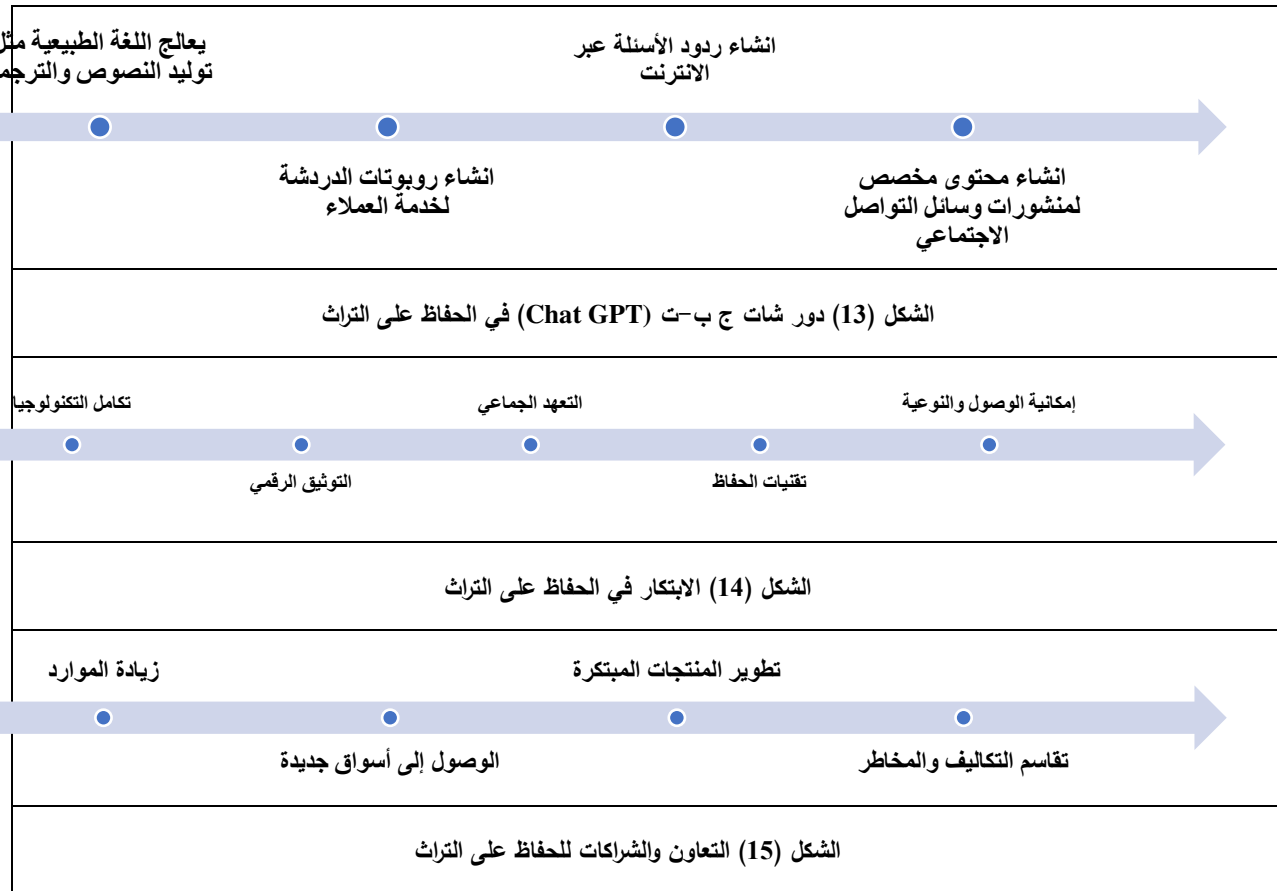 يعالج اللغة الطبيعية مثل
توليد النصوص والترجم
انشاء روبوتات الدردشة
لخدمة العملاء
انشاء ردود الأسئلة عبر
الانترنت
انشاء محتوى مخصص
لمنشورات وسائل التواصل
الاجتماعي
الشكل (13) دور شات ج ب-ت (Chat GPT) في الحفاظ على التراث
تكامل التكنولوجيا
التوثيق الرقمي
التعهد الجماعي
تقنيات الحفاظ
إمكانية الوصول والنوعية
الشكل (14) الابتكار في الحفاظ على التراث
زيادة الموارد
الوصول إلى أسواق جديدة
تطوير المنتجات المبتكرة
تقاسم التكاليف والمخاطر
الشكل (15) التعاون والشراكات للحفاظ على التراث